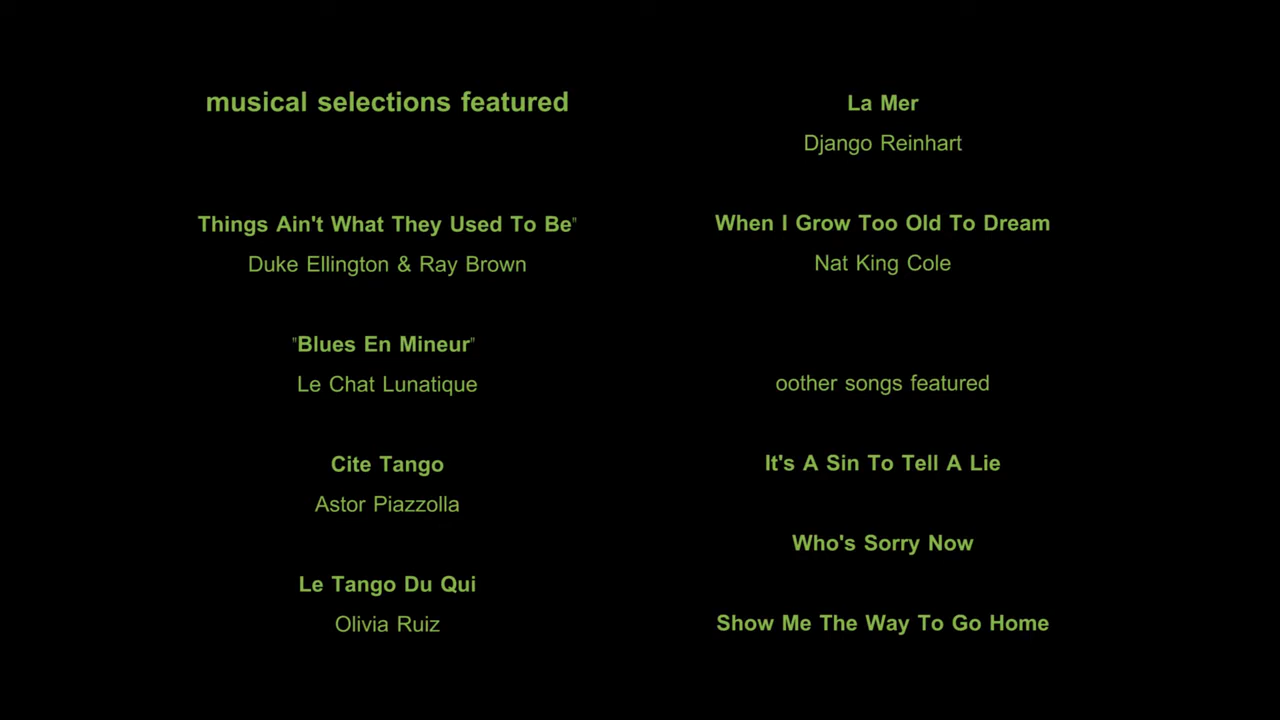 musical selections featured
Things Ain't What They Used To Be"
Duke Ellington & Ray Brown
"Blues En Mineur"
Le Chat Lunatique
Cite Tango
Astor Piazzolla
Le Tango Du Qui
Olivia Ruiz
La Mer
Django Reinhart
When I Grow Too Old To Dream
Nat King Cole
oother songs featured
It's A Sin To Tell A Lie
Who's Sorry Now
Show Me The Way To Go Home